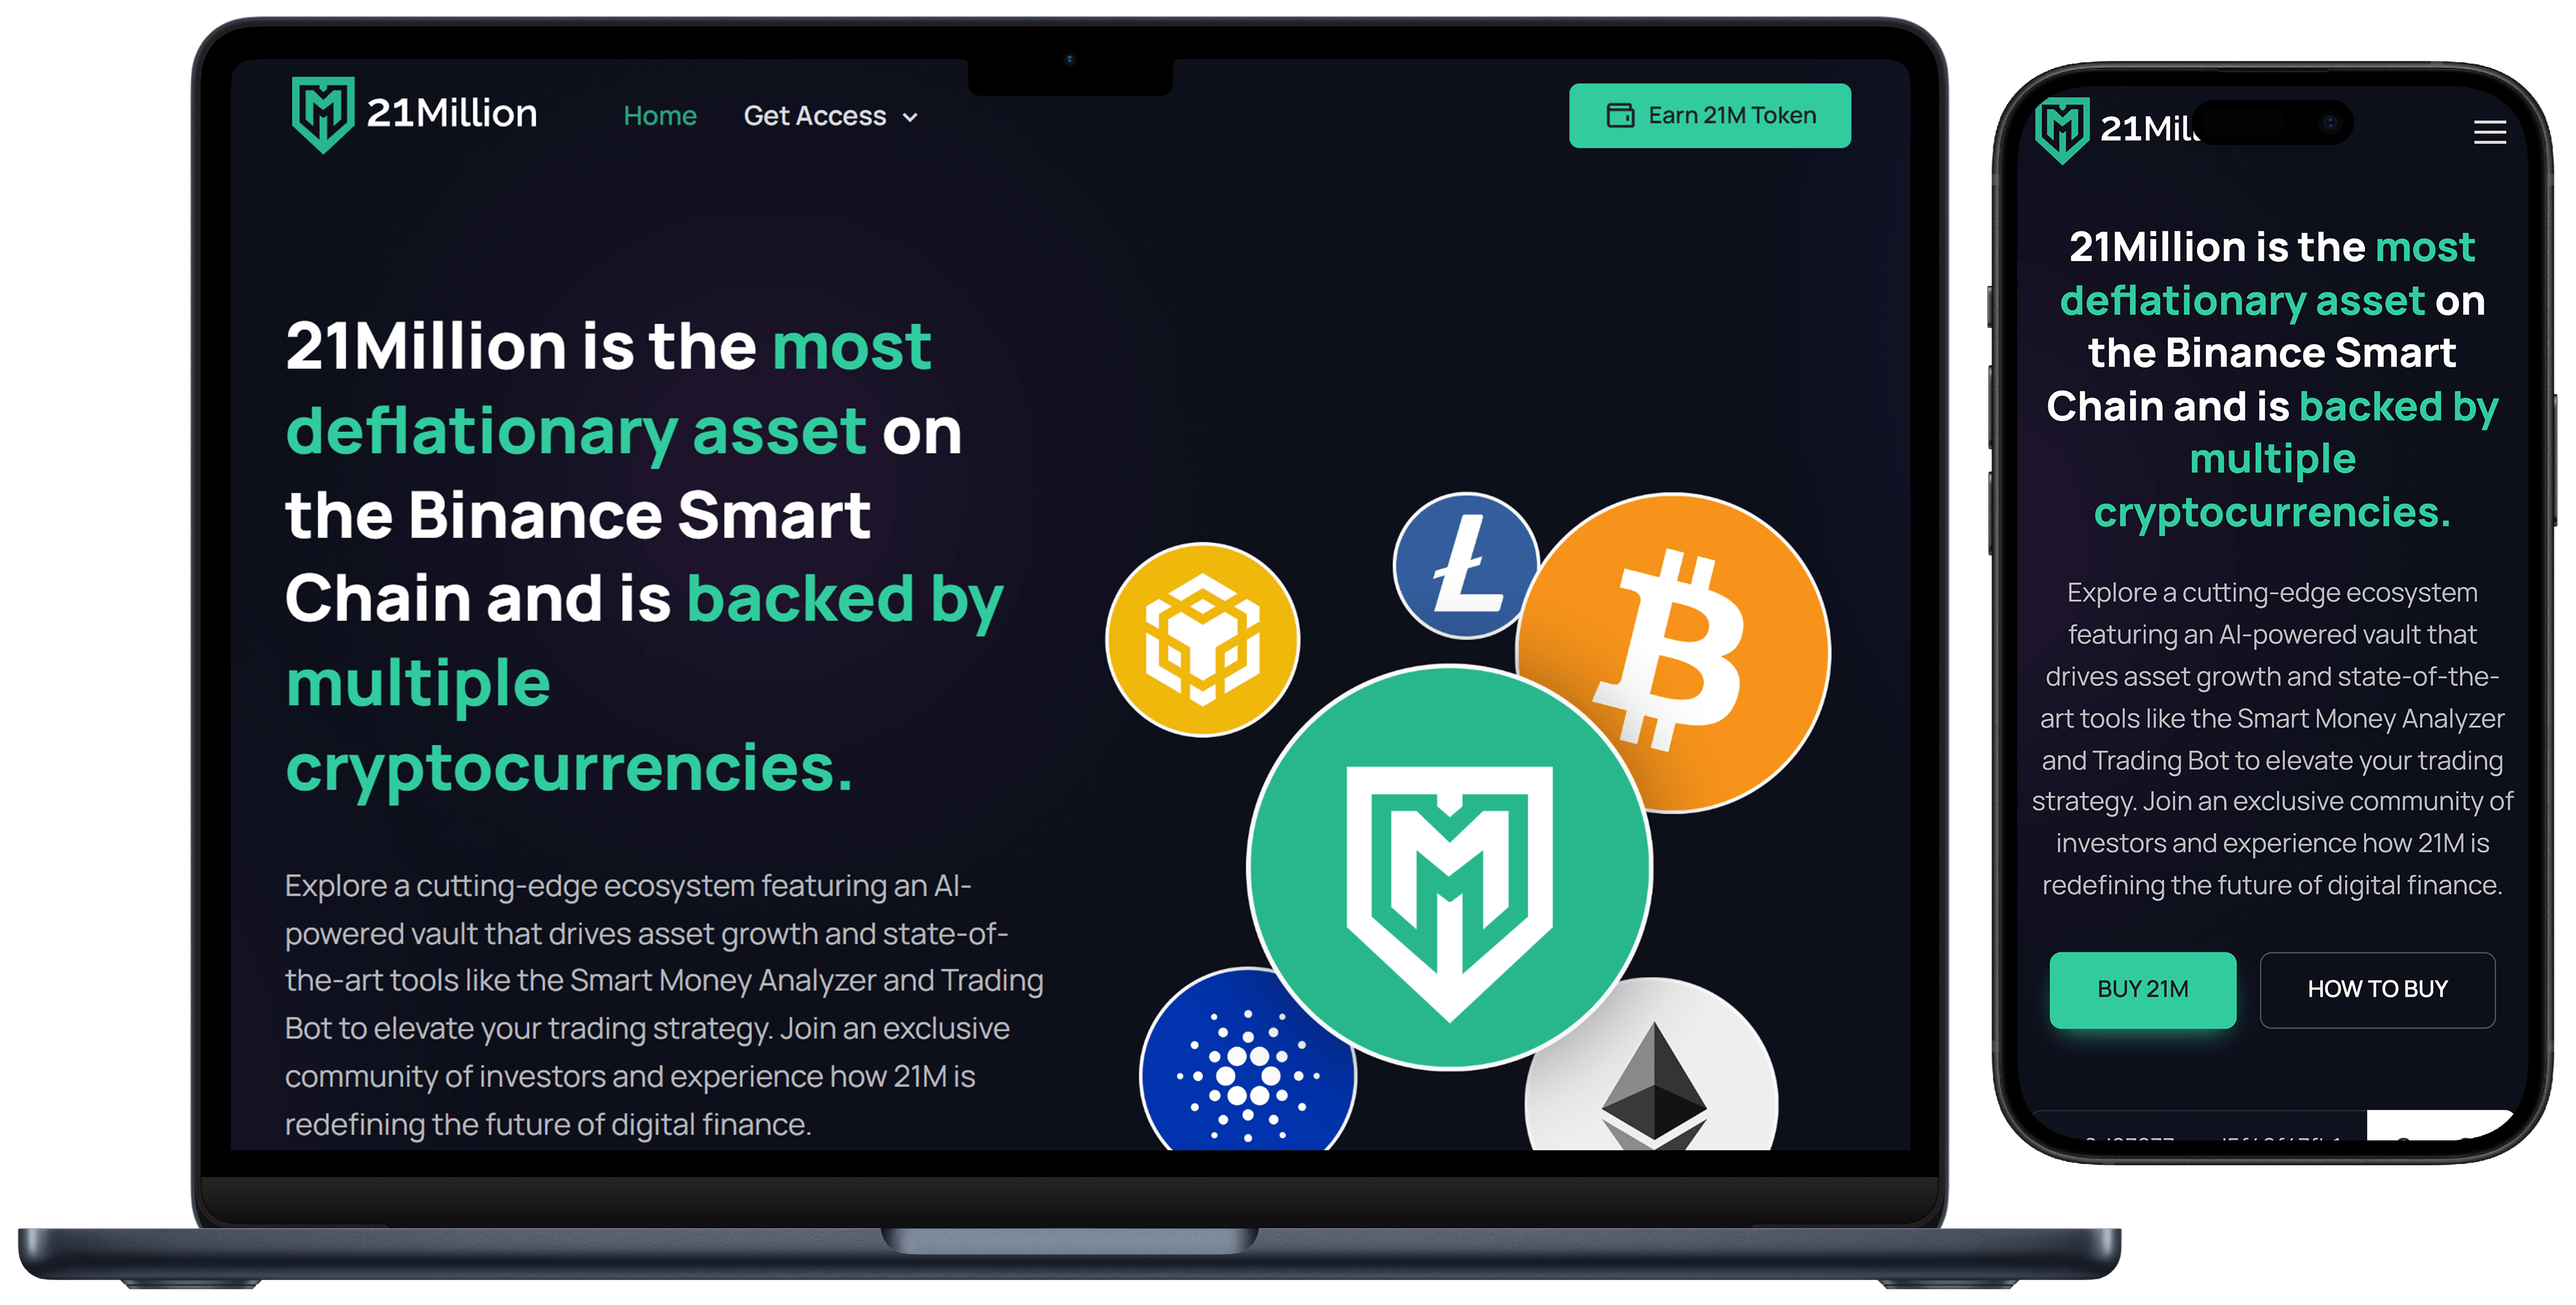 21Million
Home
Get Access
Earn 21M Token
21Million is the most
deflationary asset on
the Binance Smart
Chain and is backed by
multiple
cryptocurrencies.
Explore a cutting-edge ecosystem featuring an AI-
powered vault that drives asset growth and state-of-
the-art tools like the Smart Money Analyzer and Trading
Bot to elevate your trading strategy. Join an exclusive
community of investors and experience how 21M is
redefining the future of digital finance.
21Mill
21Million is the most
deflationary asset on
the Binance Smart
Chain and is backed by
multiple
cryptocurrencies.
Explore a cutting-edge ecosystem
featuring an AI-powered vault that
drives asset growth and state-of-the-
art tools like the Smart Money Analyzer
and Trading Bot to elevate your trading
strategy. Join an exclusive community of
investors and experience how 21M is
redefining the future of digital finance.
BUY 21M
HOW TO BUY